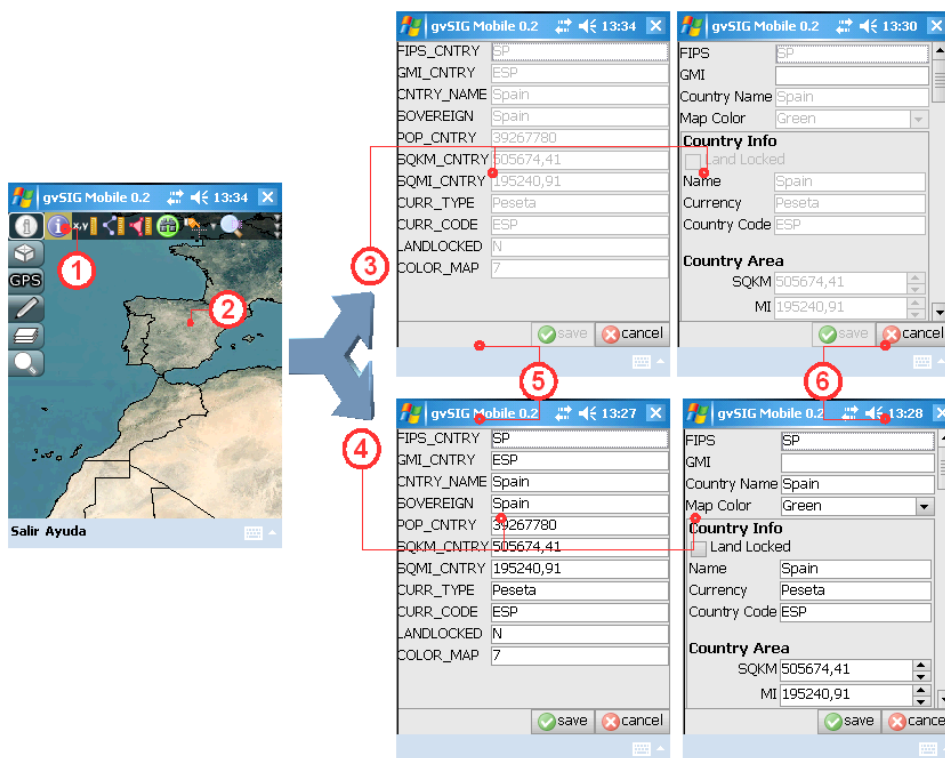 gvSIG Mobile 0.2 13:34
FIPS_CNTRY SP
GMI_CNTRY ESP
CNTRY_NAME Spain
SOVEREIGN Spain
POP_CNTRY 39267780
SQKM_CNTRY 505674,41
SQMI_CNTRY 195240,91
CURR_TYPE Peseta
CURR_CODE ESP
LANDLOCKED N
COLOR_MAP 7
save cancel
gvSIG Mobile 0.2 13:30
FIPS SP
GMI
Country Name Spain
Map Color Green
Country Info
Land Locked
Name Spain
Currency Peseta
Country Code ESP
Country Area
SQKM 505674,41
MI 195240,91
save cancel
gvSIG Mobile 0.2 13:34
x,y
GPS
Salir Ayuda
1
2
3
4
5
6
gvSIG Mobile 0.2 13:27
FIPS_CNTRY SP
GMI_CNTRY ESP
CNTRY_NAME Spain
SOVEREIGN Spain
POP_CNTRY 39267780
SQKM_CNTRY 505674,41
SQMI_CNTRY 195240,91
CURR_TYPE Peseta
CURR_CODE ESP
LANDLOCKED N
COLOR_MAP 7
save cancel
gvSIG Mobile 0.2 13:28
FIPS SP
GMI
Country Name Spain
Map Color Green
Country Info
Land Locked
Name Spain
Currency Peseta
Country Code ESP
Country Area
SQKM 505674,41
MI 195240,91
save cance